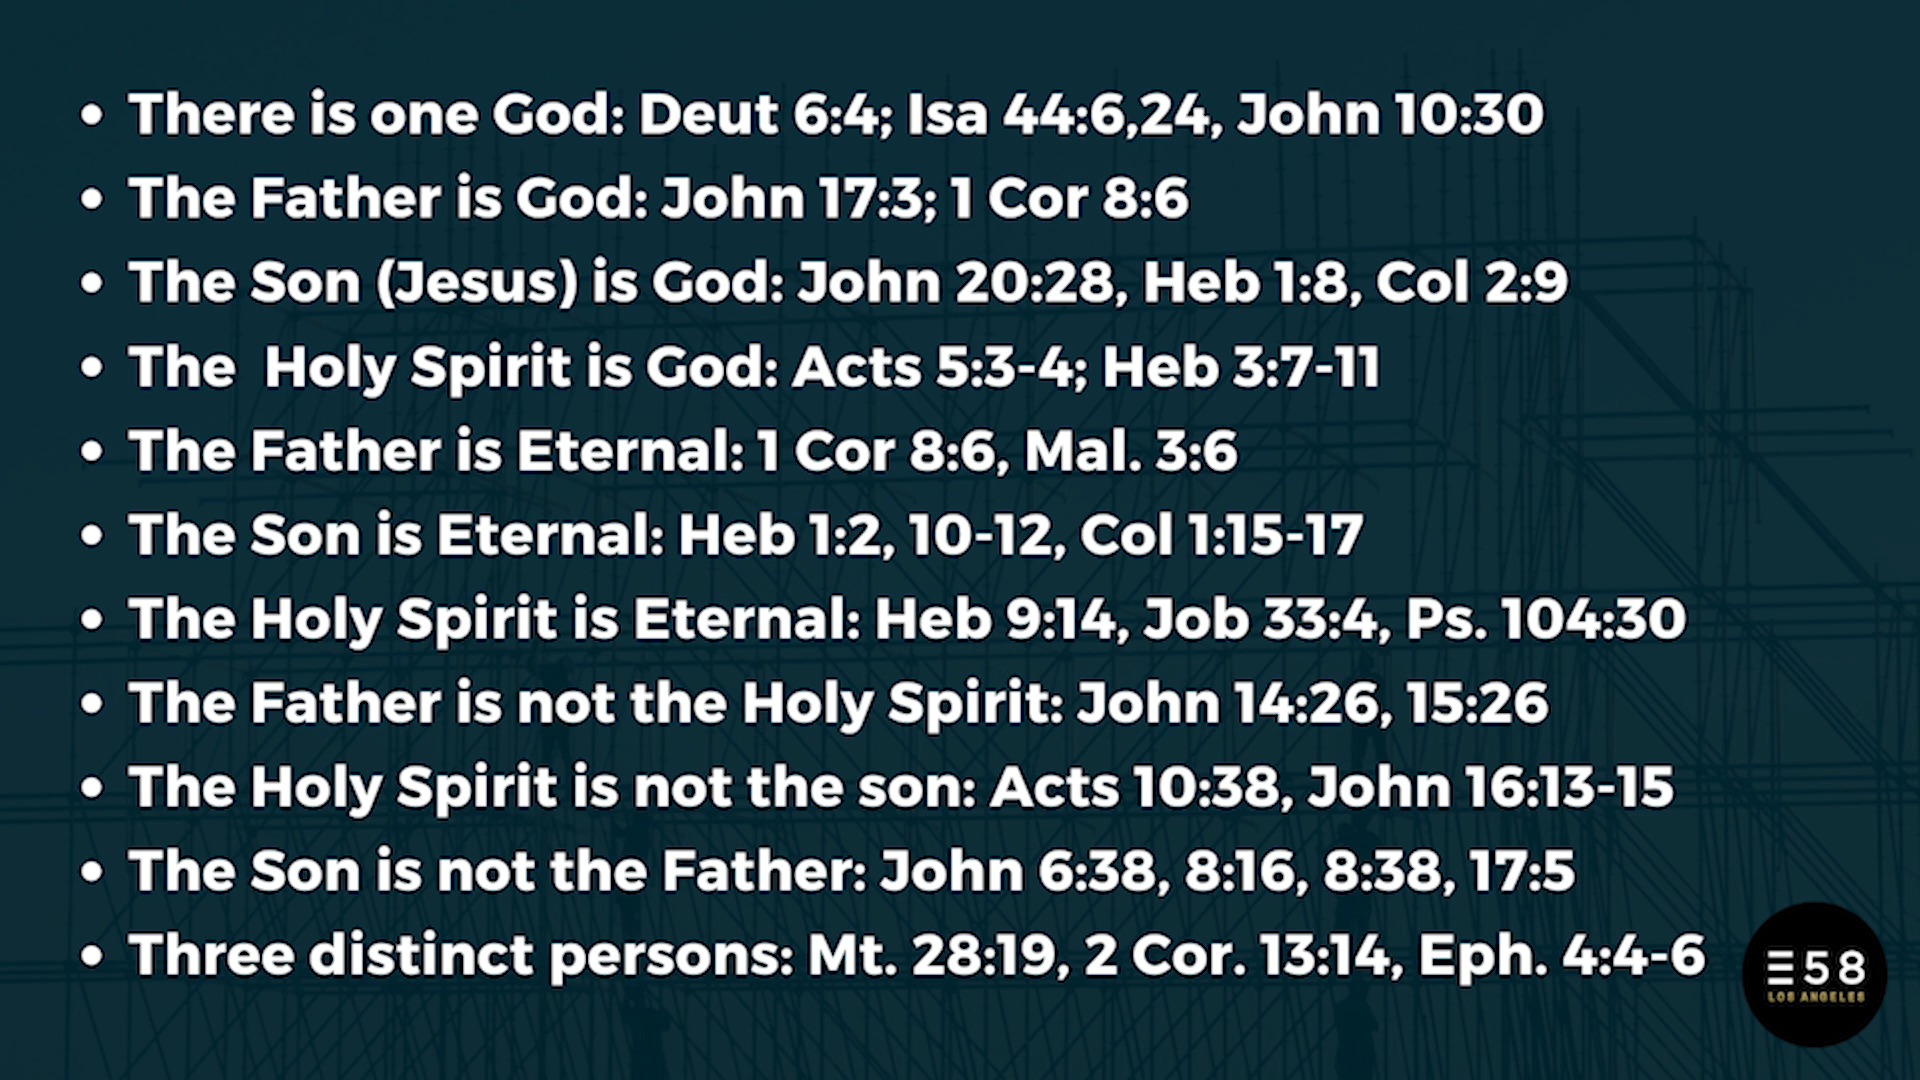 • There is one God: Deut 6:4; Isa 44:6,24, John 10:30
• The Father is God: John 17:3; 1 Cor 8:6
• The Son (Jesus) is God: John 20:28, Heb 1:8, Col 2:9
• The  Holy Spirit is God: Acts 5:3-4; Heb 3:7-11
• The Father is Eternal: 1 Cor 8:6, Mal. 3:6
• The Son is Eternal: Heb 1:2, 10-12, Col 1:15-17
• The Holy Spirit is Eternal: Heb 9:14, Job 33:4, Ps. 104:30
• The Father is not the Holy Spirit: John 14:26, 15:26
• The Holy Spirit is not the son: Acts 10:38, John 16:13-15
• The Son is not the Father: John 6:38, 8:16, 8:38, 17:5
• Three distinct persons: Mt. 28:19, 2 Cor. 13:14, Eph. 4:4-6
E58
LOS ANGELES